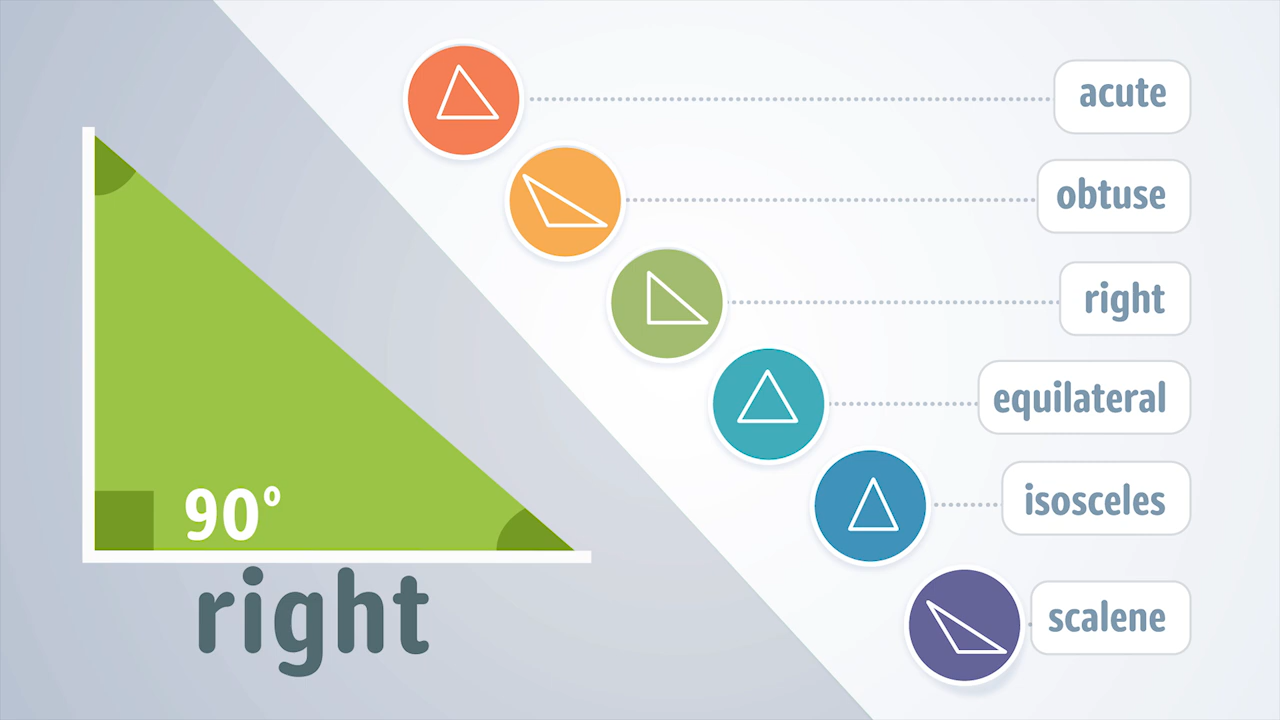 90°
right
acute
obtuse
right
equilateral
isosceles
scalene